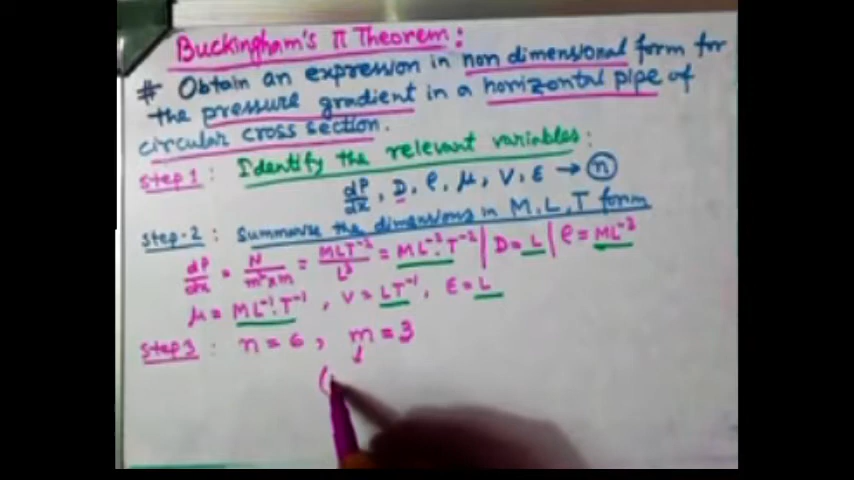 Buckingham's π Theorem:
# Obtain an expression in non dimensional form for
the pressure gradient in a horizontal pipe of
circular cross section.
Step 1: Identify the relevant variables:
dP/dx, D, ρ, μ, V, ε → n
Step-2: Summarise the dimensions in M, L, T form
dP/dx = N/m²×m = MLT⁻²/L³ = ML⁻².T⁻² | D = L | ρ = ML⁻³
μ = ML⁻¹.T⁻¹, V = LT⁻¹, ε = L
Step 3: n = 6, m = 3
↓
(